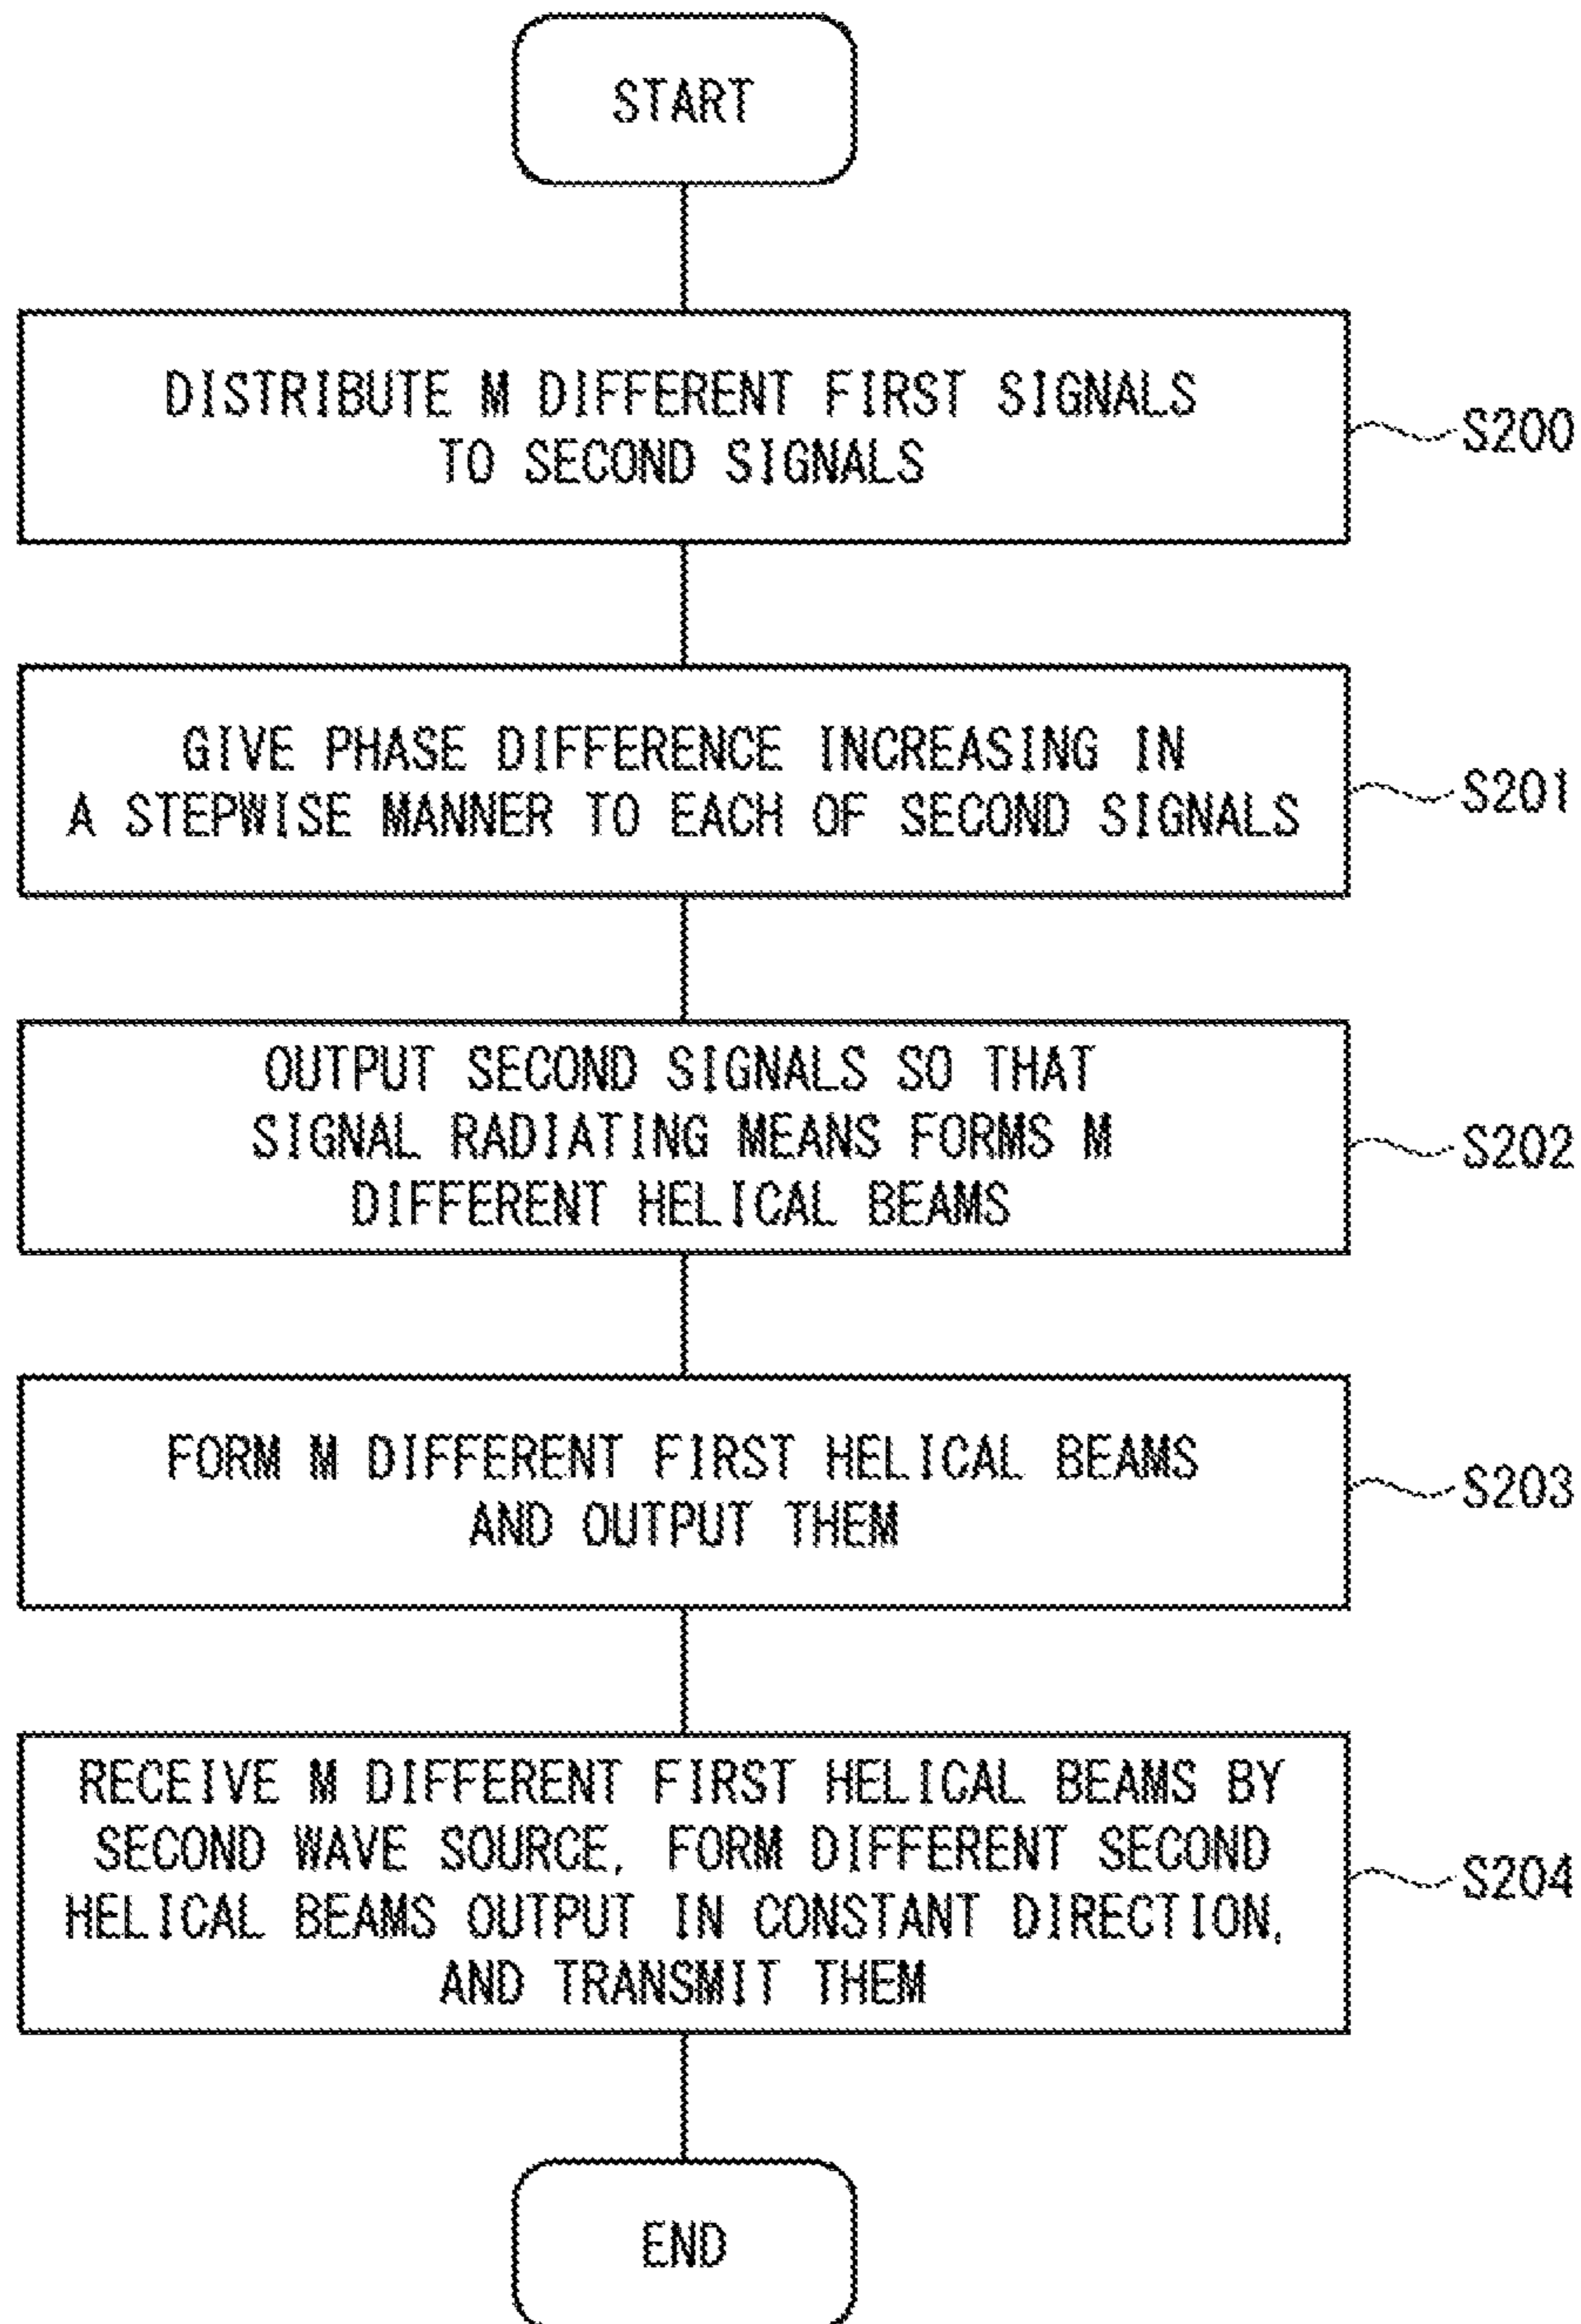 START
DISTRIBUTE M DIFFERENT FIRST SIGNALS
TO SECOND SIGNALS
S200
GIVE PHASE DIFFERENCE INCREASING IN
A STEPWISE MANNER TO EACH OF SECOND SIGNALS
S201
OUTPUT SECOND SIGNALS SO THAT
SIGNAL RADIATING MEANS FORMS M
DIFFERENT HELICAL BEAMS
S202
FORM M DIFFERENT FIRST HELICAL BEAMS
AND OUTPUT THEM
S203
RECEIVE M DIFFERENT FIRST HELICAL BEAMS BY
SECOND WAVE SOURCE, FORM DIFFERENT SECOND
HELICAL BEAMS OUTPUT IN CONSTANT DIRECTION,
AND TRANSMIT THEM
S204
END